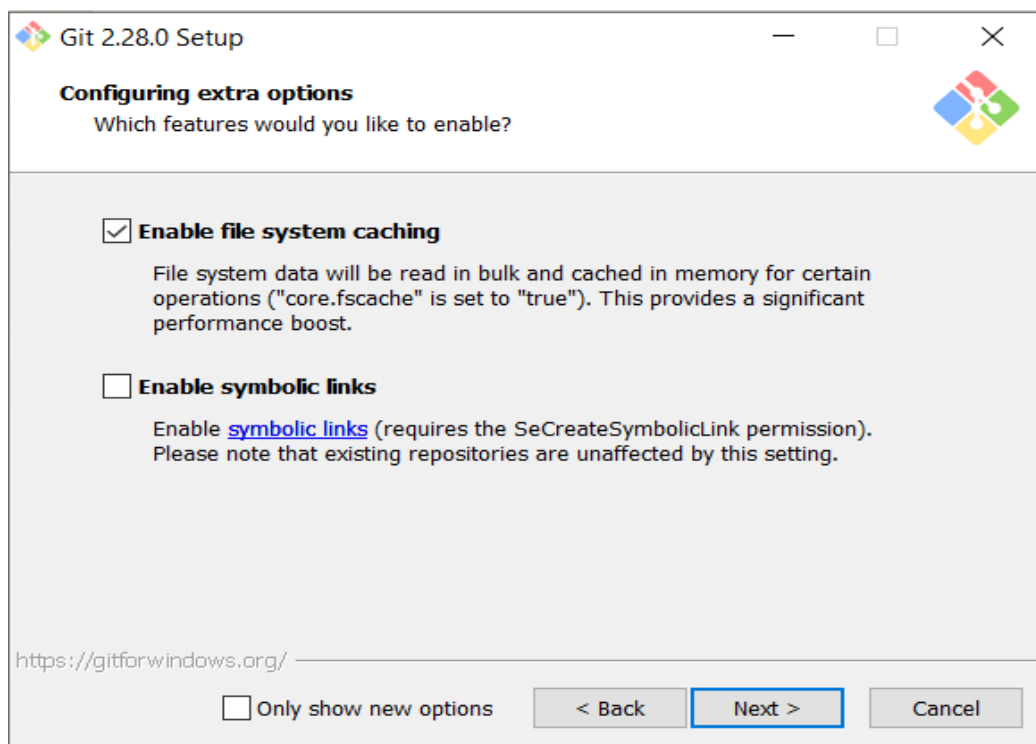 Git 2.28.0 Setup
Configuring extra options
Which features would you like to enable?
Enable file system caching
File system data will be read in bulk and cached in memory for certain
operations ("core.fscache" is set to "true"). This provides a significant
performance boost.
Enable symbolic links
Enable symbolic links (requires the SeCreateSymbolicLink permission).
Please note that existing repositories are unaffected by this setting.
https://gitforwindows.org/
Only show new options
< Back
Next >
Cancel